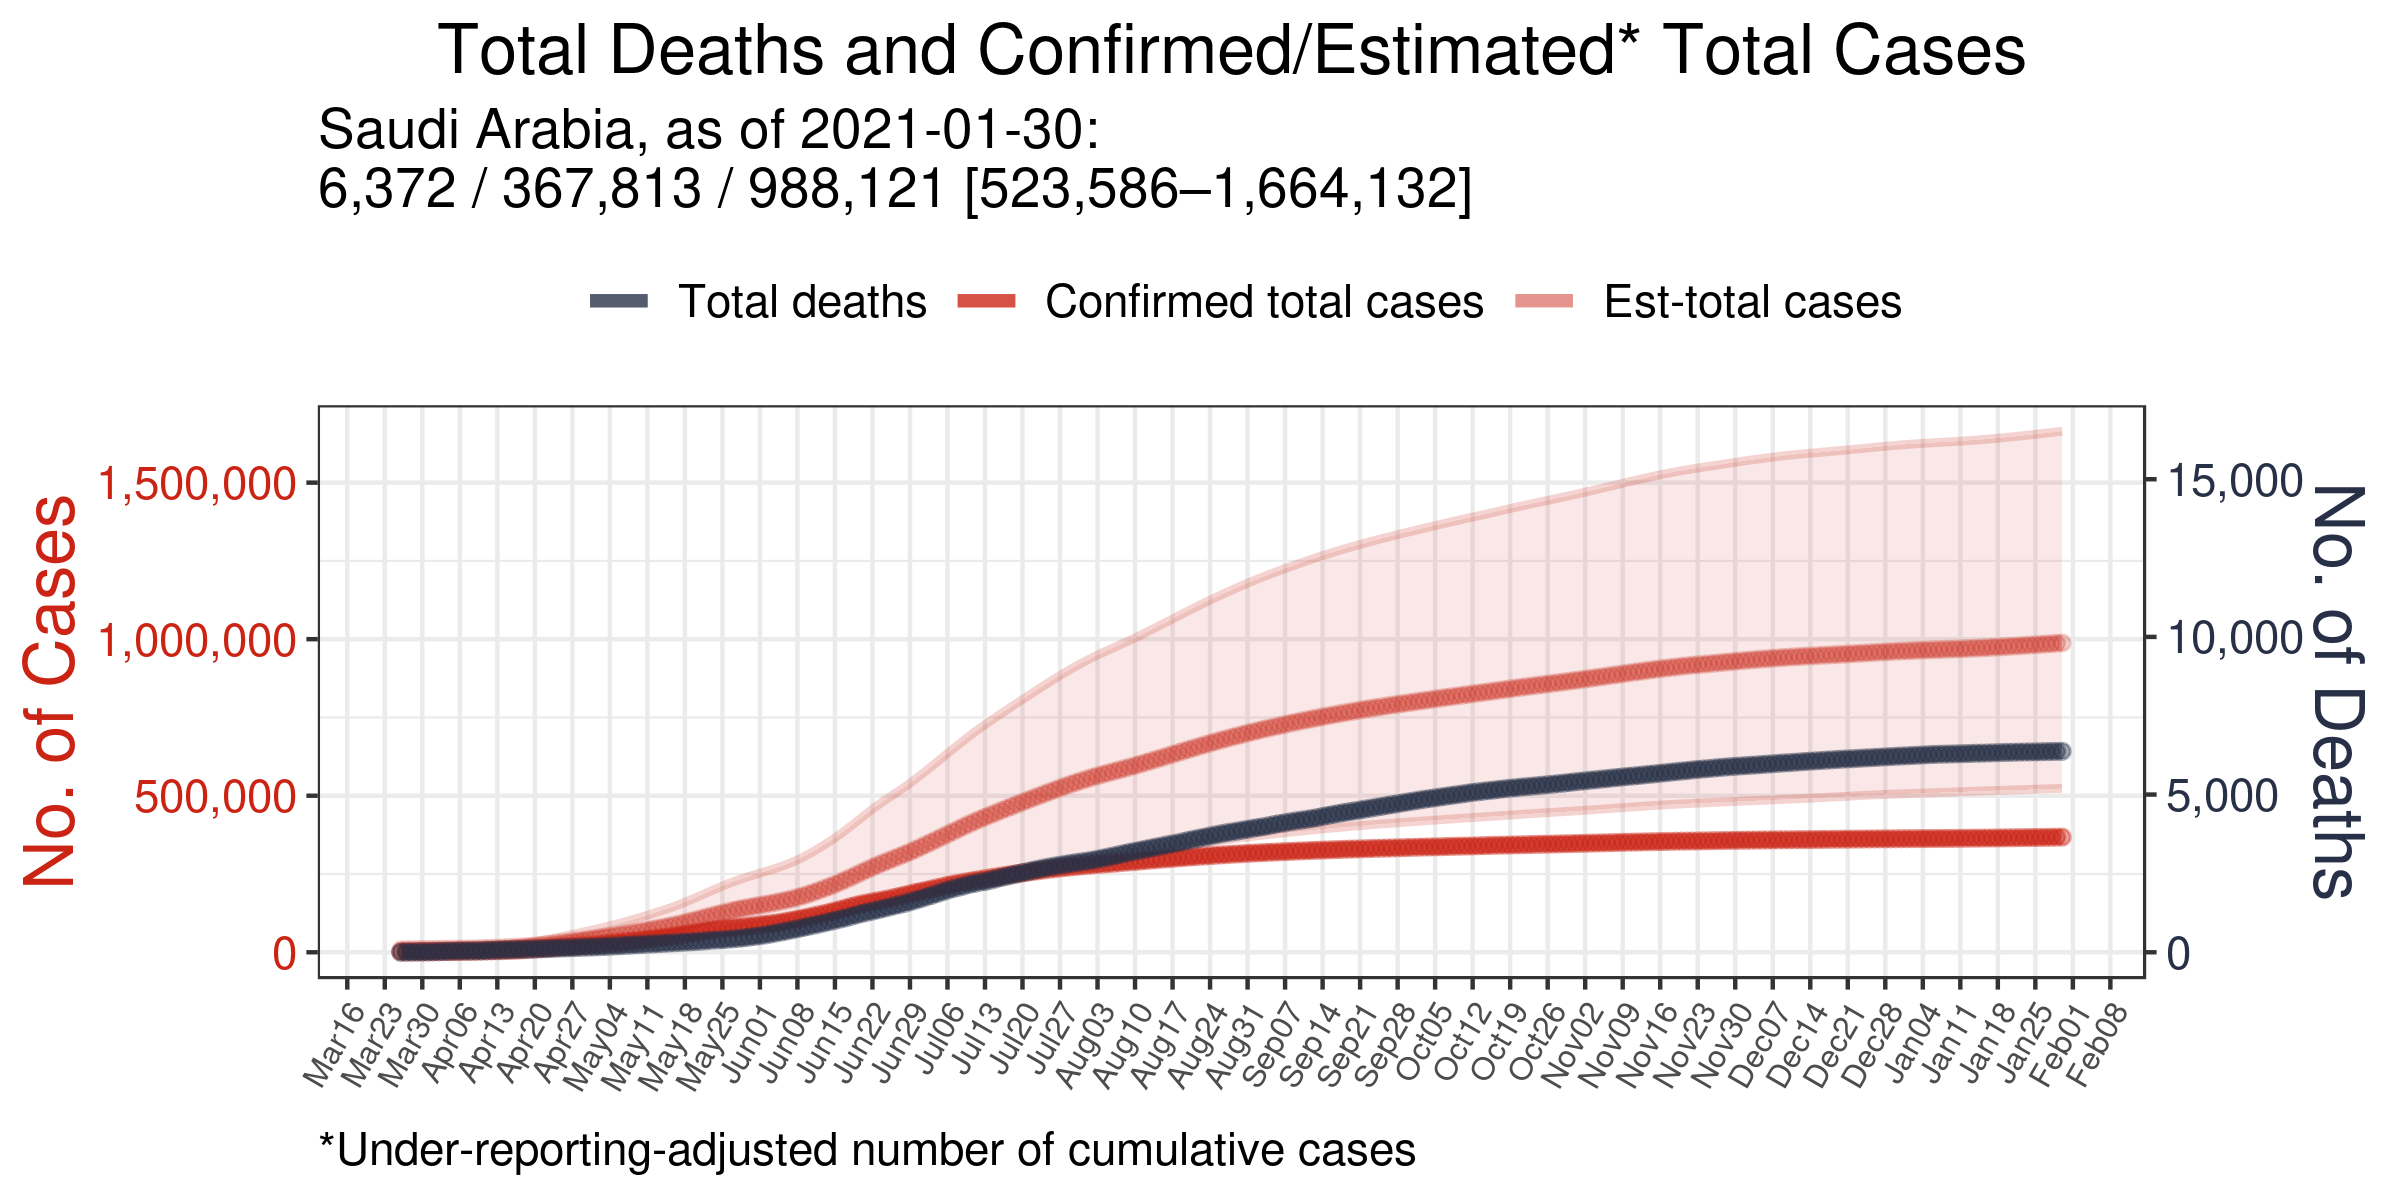 Total Deaths and Confirmed/Estimated* Total Cases
Saudi Arabia, as of 2021-01-30:
6,372 / 367,813 / 988,121 [523,586–1,664,132]
Total deaths
Confirmed total cases
Est-total cases
No. of Cases
1,500,000
1,000,000
500,000
0
15,000
10,000
5,000
0
No. of Deaths
Mar16
Mar23
Mar30
Apr06
Apr13
Apr20
Apr27
May04
May11
May18
May25
Jun01
Jun08
Jun15
Jun22
Jun29
Jul06
Jul13
Jul20
Jul27
Aug03
Aug10
Aug17
Aug24
Aug31
Sep07
Sep14
Sep21
Sep28
Oct05
Oct12
Oct19
Oct26
Nov02
Nov09
Nov16
Nov23
Nov30
Dec07
Dec14
Dec21
Dec28
Jan04
Jan11
Jan18
Jan25
Feb01
Feb08
*Under-reporting-adjusted number of cumulative cases